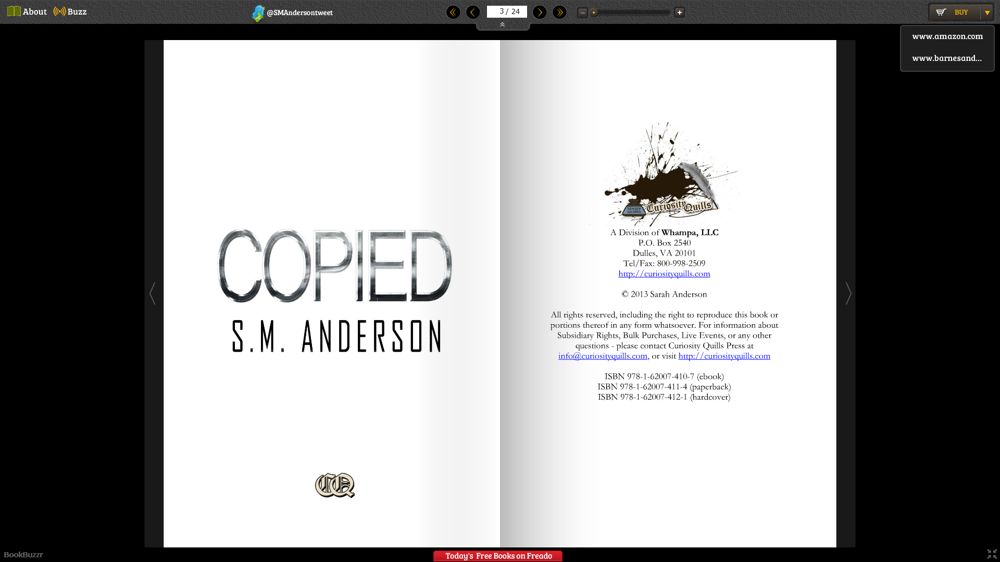 About Buzz
@SMAndersontweet
3 / 24
BUY
www.amazon.com
www.barnesand...
COPIED
S.M. ANDERSON
CQ
literary
Curiosity Quills
A Division of Whampa, LLC
P.O. Box 2540
Dulles, VA 20101
Tel/Fax: 800-998-2509
http://curiosityquills.com
© 2013 Sarah Anderson
All rights reserved, including the right to reproduce this book or
portions thereof in any form whatsoever. For information about
Subsidiary Rights, Bulk Purchases, Live Events, or any other
questions - please contact Curiosity Quills Press at
info@curiosityquills.com, or visit http://curiosityquills.com
ISBN 978-1-62007-410-7 (ebook)
ISBN 978-1-62007-411-4 (paperback)
ISBN 978-1-62007-412-1 (hardcover)
BookBuzzr
Today's Free Books on Freado